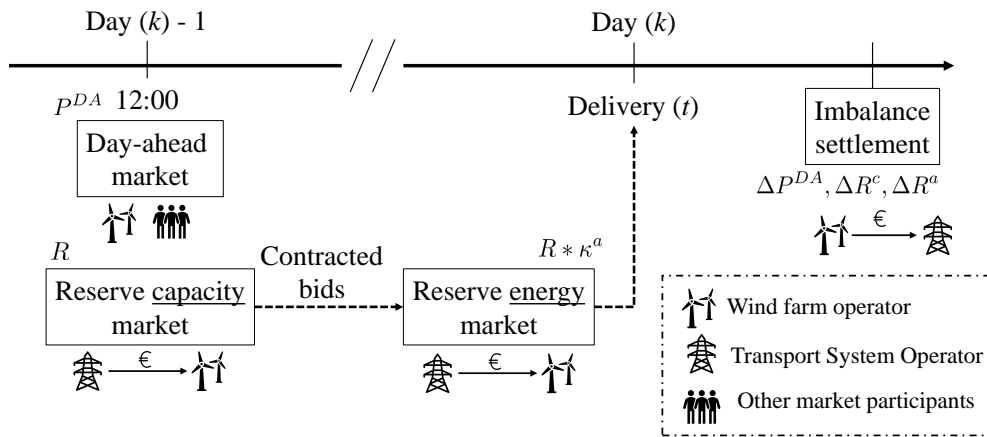 Day (k) - 1
Day (k)
P^{DA} 12:00
Day-ahead
market
Delivery (t)
Imbalance
settlement
ΔP^{DA}, ΔR^c, ΔR^a
€
R
Reserve capacity
market
€
Contracted
bids
R ∗ κ^a
Reserve energy
market
€
Wind farm operator
Transport System Operator
Other market participants